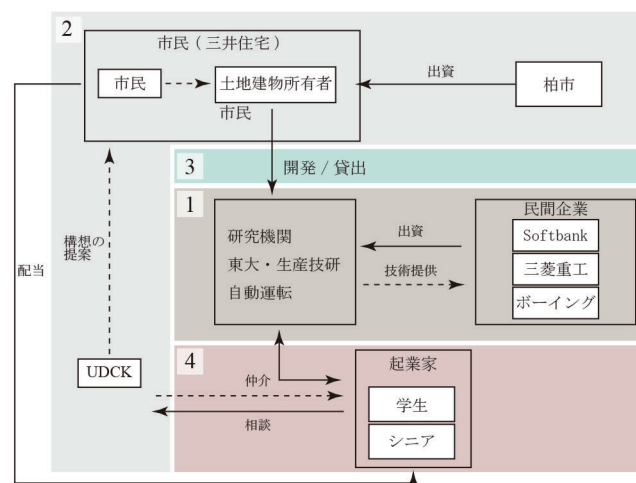 2
市民(三井住宅)
市民
土地建物所有者
市民
出資
柏市
3
開発 / 貸出
1
研究機関
東大・生産技研
自動運転
出資
技術提供
民間企業
Softbank
三菱重工
ボーイング
構想の
提案
配当
UDCK
4
仲介
相談
起業家
学生
シニア